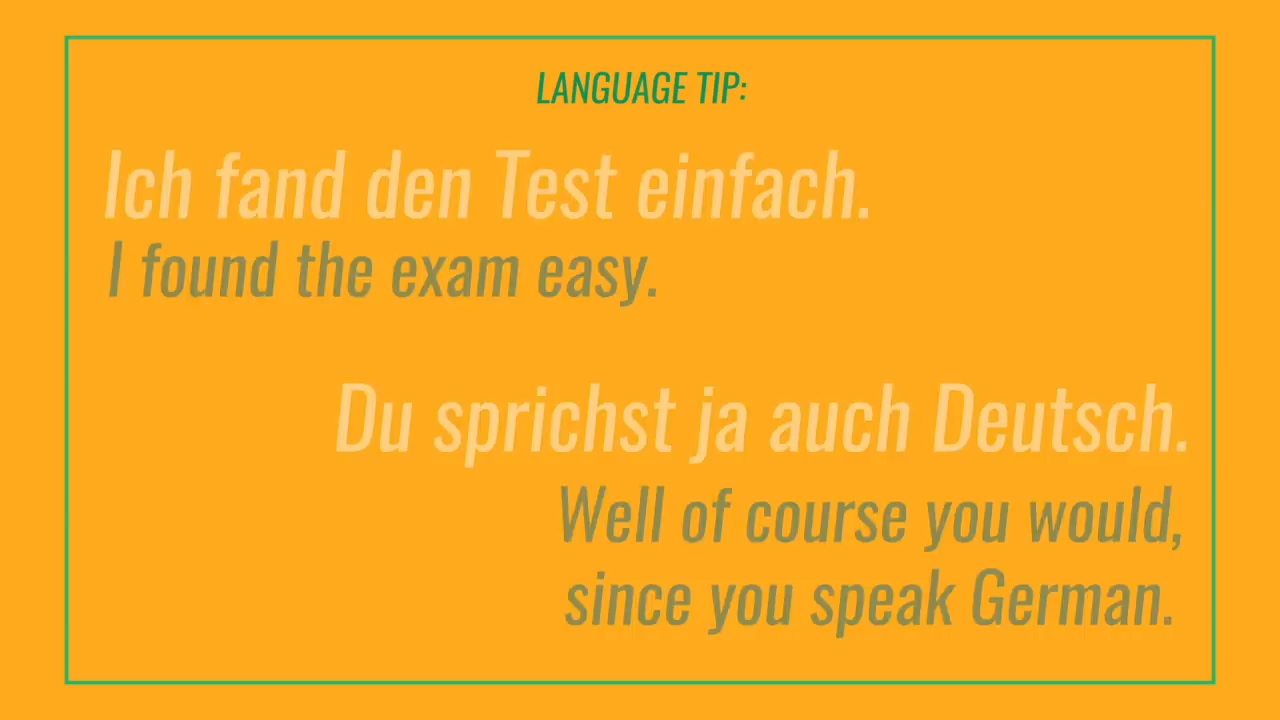 LANGUAGE TIP:
Ich fand den Test einfach.
I found the exam easy.
Du sprichst ja auch Deutsch.
Well of course you would,
since you speak German.